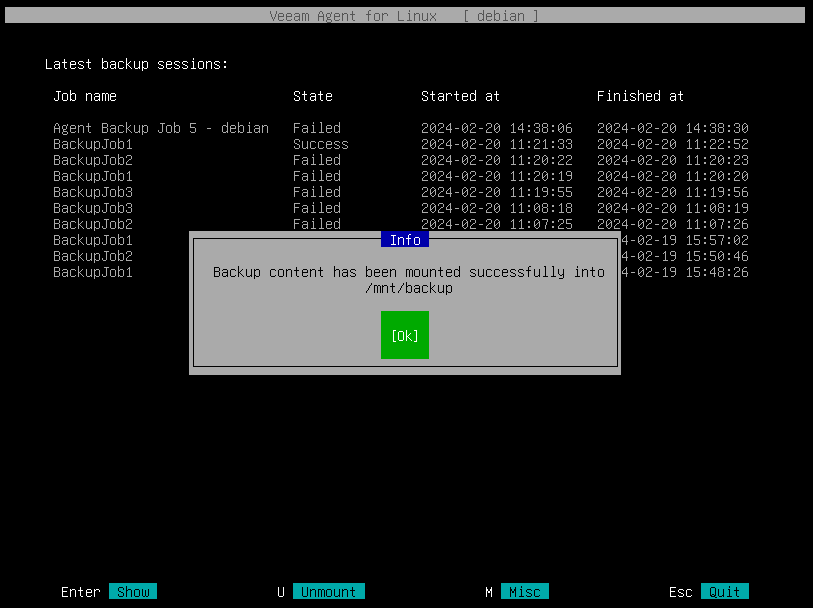 Veeam Agent for Linux [ debian ]
Latest backup sessions:
Job name State Started at Finished at
Agent Backup Job 5 - debian Failed 2024-02-20 14:38:06 2024-02-20 14:38:30
BackupJob1 Success 2024-02-20 11:21:33 2024-02-20 11:22:52
BackupJob2 Failed 2024-02-20 11:20:22 2024-02-20 11:20:23
BackupJob1 Failed 2024-02-20 11:20:19 2024-02-20 11:20:20
BackupJob3 Failed 2024-02-20 11:19:55 2024-02-20 11:19:56
BackupJob3 Failed 2024-02-20 11:08:18 2024-02-20 11:08:19
BackupJob2 Failed 2024-02-20 11:07:25 2024-02-20 11:07:26
BackupJob1 4-02-19 15:57:02
BackupJob2 4-02-19 15:50:46
BackupJob1 4-02-19 15:48:26
Info
Backup content has been mounted successfully into
/mnt/backup
[Ok]
Enter Show U Unmount M Misc Esc Quit